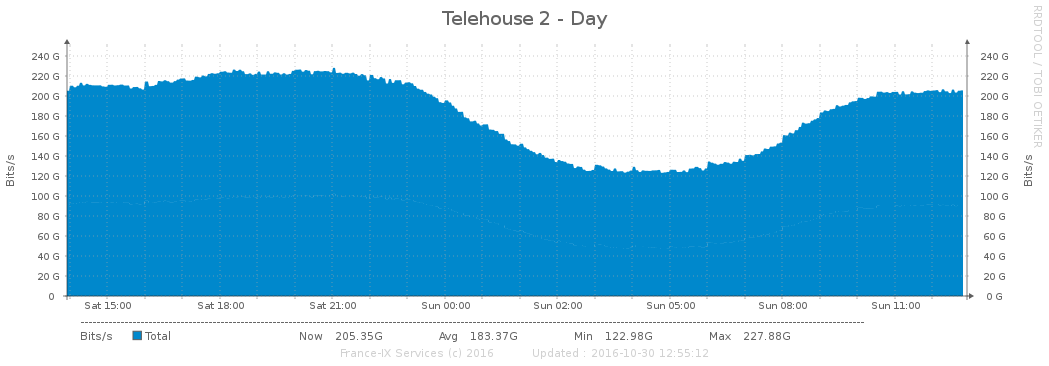 Telehouse 2 - Day
RRDTOOL / TOBI OETIKER
Bits/s
240 G
220 G
200 G
180 G
160 G
140 G
120 G
100 G
80 G
60 G
40 G
20 G
0
240 G
220 G
200 G
180 G
160 G
140 G
120 G
100 G
80 G
60 G
40 G
20 G
0 G
Bits/s
Sat 15:00 Sat 18:00 Sat 21:00 Sun 00:00 Sun 02:00 Sun 05:00 Sun 08:00 Sun 11:00
Bits/s Total Now 205.35G Avg 183.37G Min 122.98G Max 227.88G
France-IX Services (c) 2016 Updated : 2016-10-30 12:55:12